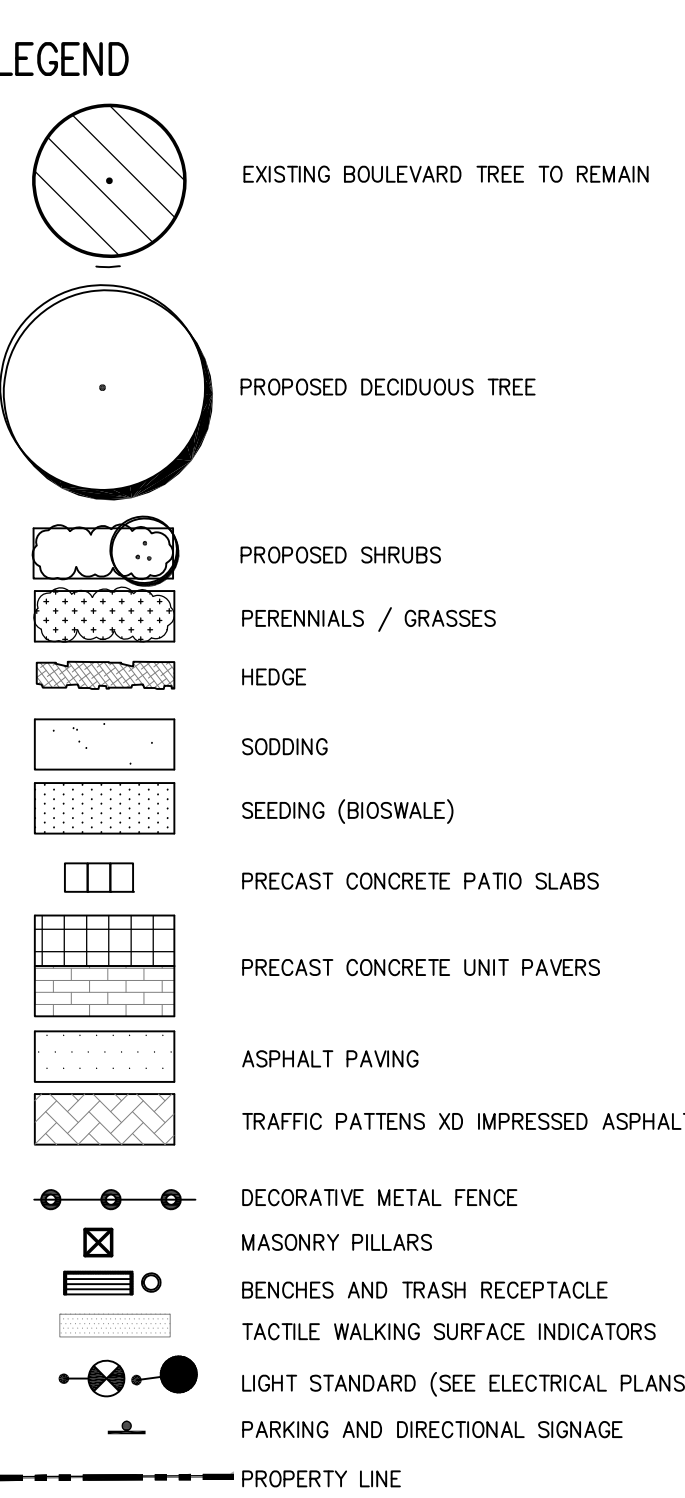 LEGEND
EXISTING BOULEVARD TREE TO REMAIN
PROPOSED DECIDUOUS TREE
PROPOSED SHRUBS
PERENNIALS / GRASSES
HEDGE
SODDING
SEEDING (BIOSWALE)
PRECAST CONCRETE PATIO SLABS
PRECAST CONCRETE UNIT PAVERS
ASPHALT PAVING
TRAFFIC PATTENS XD IMPRESSED ASPHALT
DECORATIVE METAL FENCE
MASONRY PILLARS
BENCHES AND TRASH RECEPTACLE
TACTILE WALKING SURFACE INDICATORS
LIGHT STANDARD (SEE ELECTRICAL PLANS
PARKING AND DIRECTIONAL SIGNAGE
PROPERTY LINE